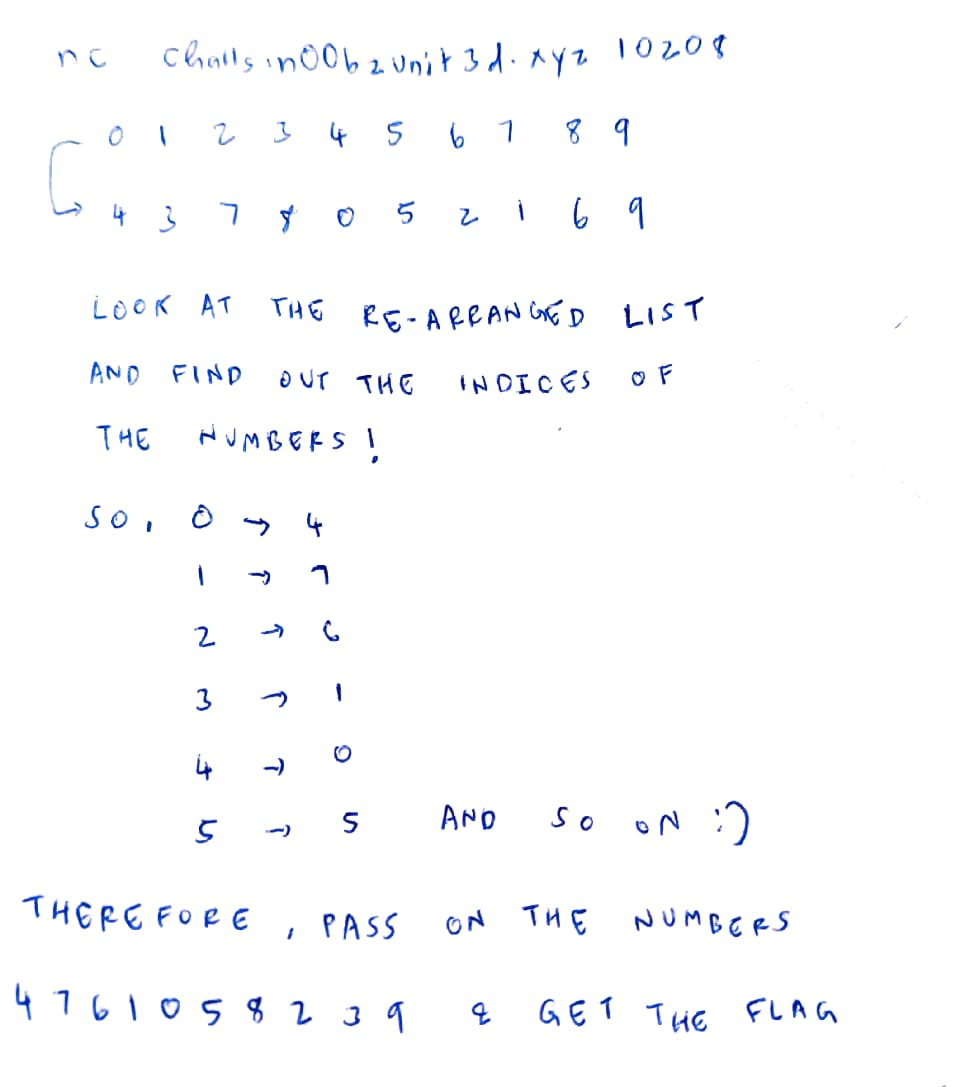 nc challs.n00bzunit3d.xyz 10208
0 1 2 3 4 5 6 7 8 9
4 3 7 8 0 5 2 1 6 9
LOOK AT THE RE-ARRANGED LIST
AND FIND OUT THE INDICES OF
THE NUMBERS!
SO, 0 → 4
1 → 7
2 → 6
3 → 1
4 → 0
5 → 5 AND SO ON :)
THEREFORE, PASS ON THE NUMBERS
4 7 6 1 0 5 8 2 3 9 & GET THE FLAG